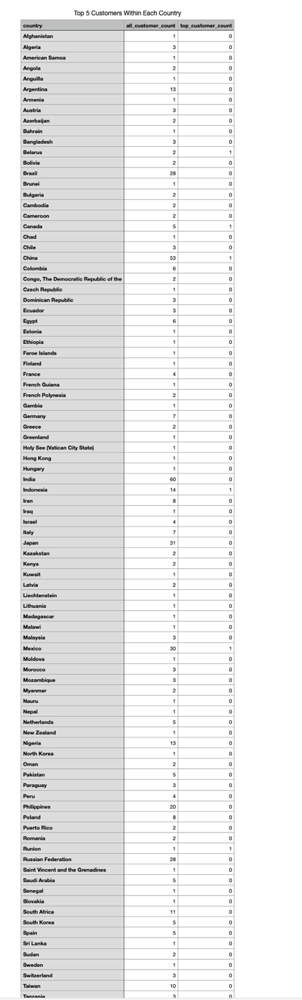 Top 5 Customers Within Each Country
country all_customer_count top_customer_count
Afghanistan 1 0
Algeria 3 0
American Samoa 1 0
Angola 2 0
Anguilla 1 0
Argentina 13 0
Armenia 1 0
Austria 3 0
Azerbaijan 2 0
Bahrain 1 0
Bangladesh 3 0
Belarus 2 1
Bolivia 2 0
Brazil 28 0
Brunei 1 0
Bulgaria 2 0
Cambodia 2 0
Cameroon 2 0
Canada 5 1
Chad 1 0
Chile 3 0
China 53 1
Colombia 6 0
Congo, The Democratic Republic of the 2 0
Czech Republic 1 0
Dominican Republic 3 0
Ecuador 3 0
Egypt 6 0
Estonia 1 0
Ethiopia 1 0
Faroe Islands 1 0
Finland 1 0
France 4 0
French Guiana 1 0
French Polynesia 2 0
Gambia 1 0
Germany 7 0
Greece 2 0
Greenland 1 0
Holy See (Vatican City State) 1 0
Hong Kong 1 0
Hungary 1 0
India 60 0
Indonesia 14 1
Iran 8 0
Iraq 1 0
Israel 4 0
Italy 7 0
Japan 31 0
Kazakstan 2 0
Kenya 2 0
Kuwait 1 0
Latvia 2 0
Liechtenstein 1 0
Lithuania 1 0
Madagascar 1 0
Malawi 1 0
Malaysia 3 0
Mexico 30 1
Moldova 1 0
Morocco 3 0
Mozambique 3 0
Myanmar 2 0
Nauru 1 0
Nepal 1 0
Netherlands 5 0
New Zealand 1 0
Nigeria 13 0
North Korea 1 0
Oman 2 0
Pakistan 5 0
Paraguay 3 0
Peru 4 0
Philippines 20 0
Poland 8 0
Puerto Rico 2 0
Romania 2 0
Runion 1 1
Russian Federation 28 0
Saint Vincent and the Grenadines 1 0
Saudi Arabia 5 0
Senegal 1 0
Slovakia 1 0
South Africa 11 0
South Korea 5 0
Spain 5 0
Sri Lanka 1 0
Sudan 2 0
Sweden 1 0
Switzerland 3 0
Taiwan 10 0
Tanzania 3 0